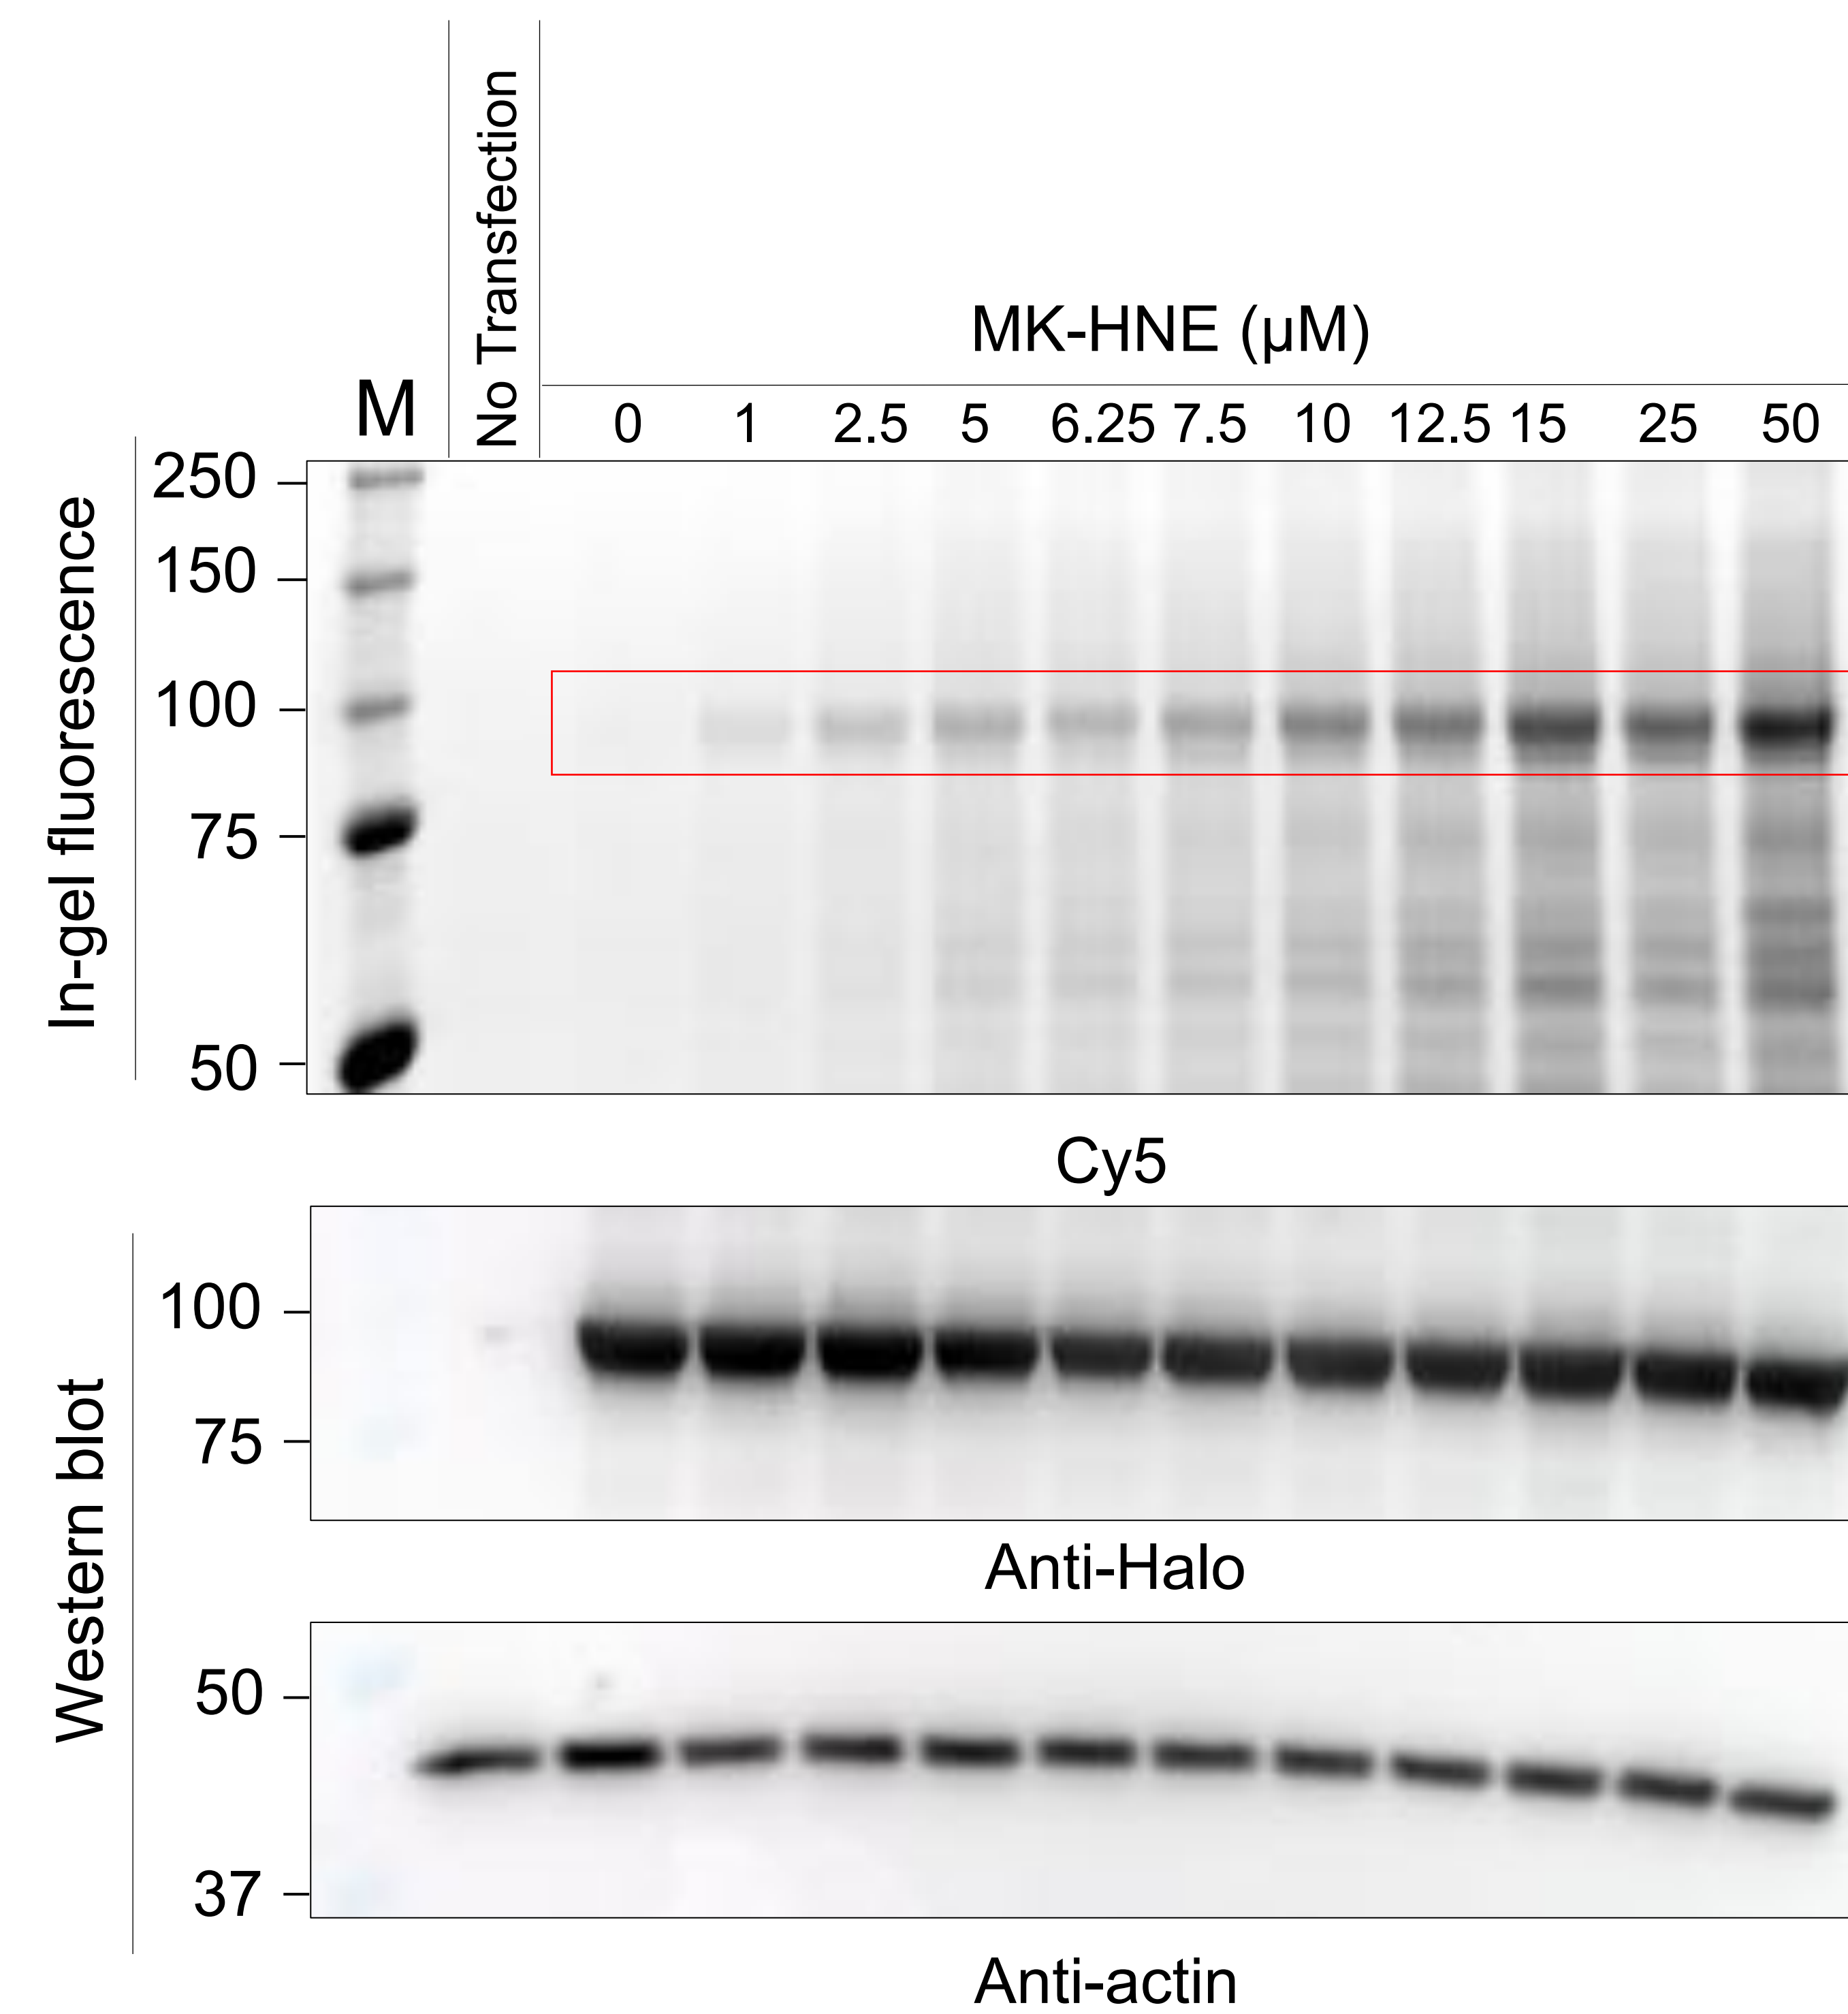 No Transfection
MK-HNE (µM)
M
0 1 2.5 5 6.25 7.5 10 12.5 15 25 50
In-gel fluorescence
250
150
100
75
50
Cy5
Western blot
100
75
Anti-Halo
50
37
Anti-actin